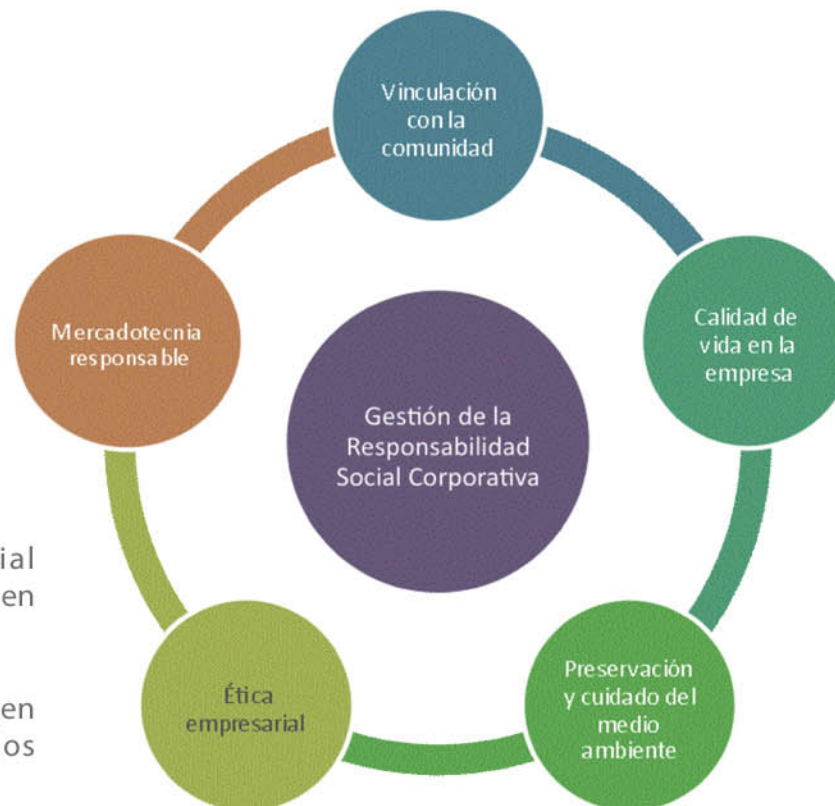 Vinculación
con la
comunidad
Calidad de
vida en la
empresa
Mercadotecnia
responsable
Gestión de la
Responsabilidad
Social Corporativa
Preservación
y cuidado del
medio
ambiente
Ética
empresarial
ial
en
en
os